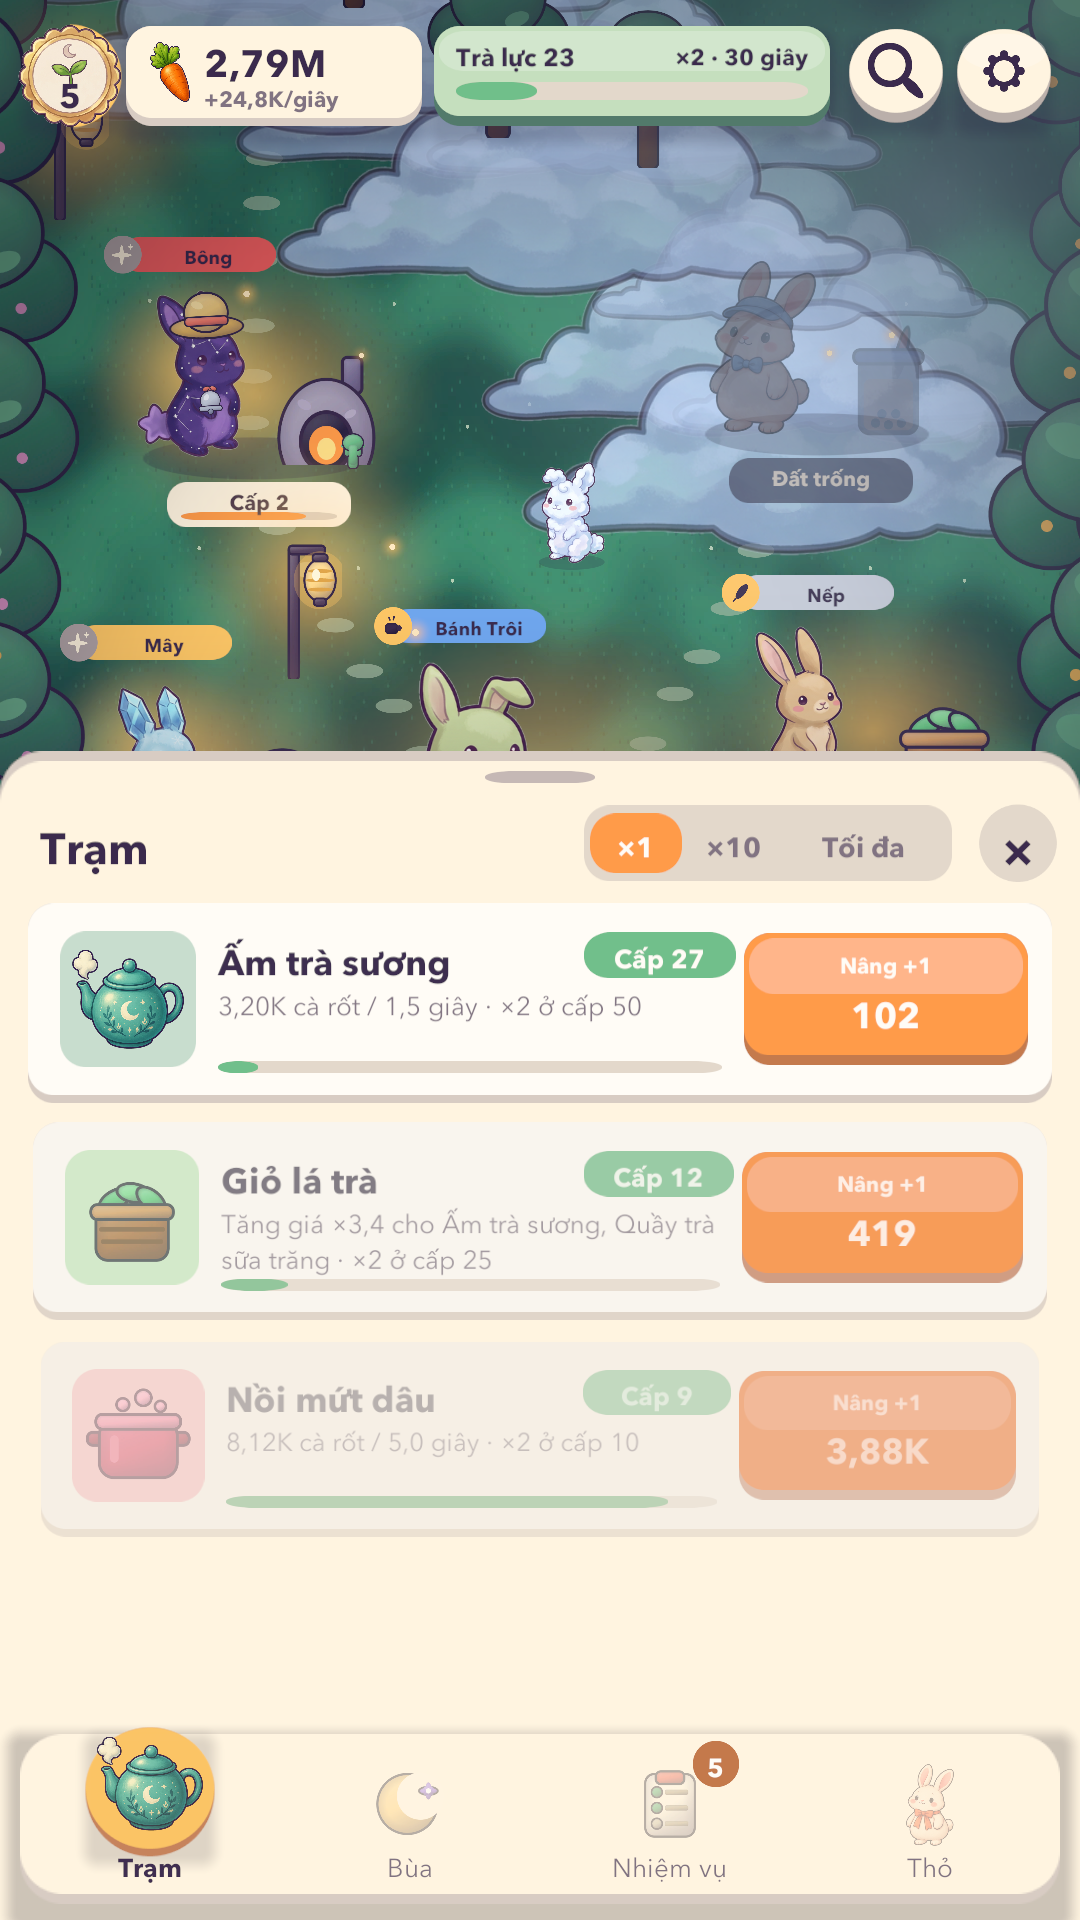 5
2,79M
+24,8K/giây
Trà lực 23
×2 · 30 giây
Bông
Cấp 2
Đất trống
Nếp
Bánh Trôi
Mây
Trạm
×1
×10
Tối đa
×
Ấm trà sương
Cấp 27
3,20K cà rốt / 1,5 giây · ×2 ở cấp 50
Nâng +1
102
Giỏ lá trà
Cấp 12
Tăng giá ×3,4 cho Ấm trà sương, Quầy trà
sữa trăng · ×2 ở cấp 25
Nâng +1
419
Nồi mứt dâu
Cấp 9
8,12K cà rốt / 5,0 giây · ×2 ở cấp 10
Nâng +1
3,88K
5
Trạm
Bùa
Nhiệm vụ
Thỏ